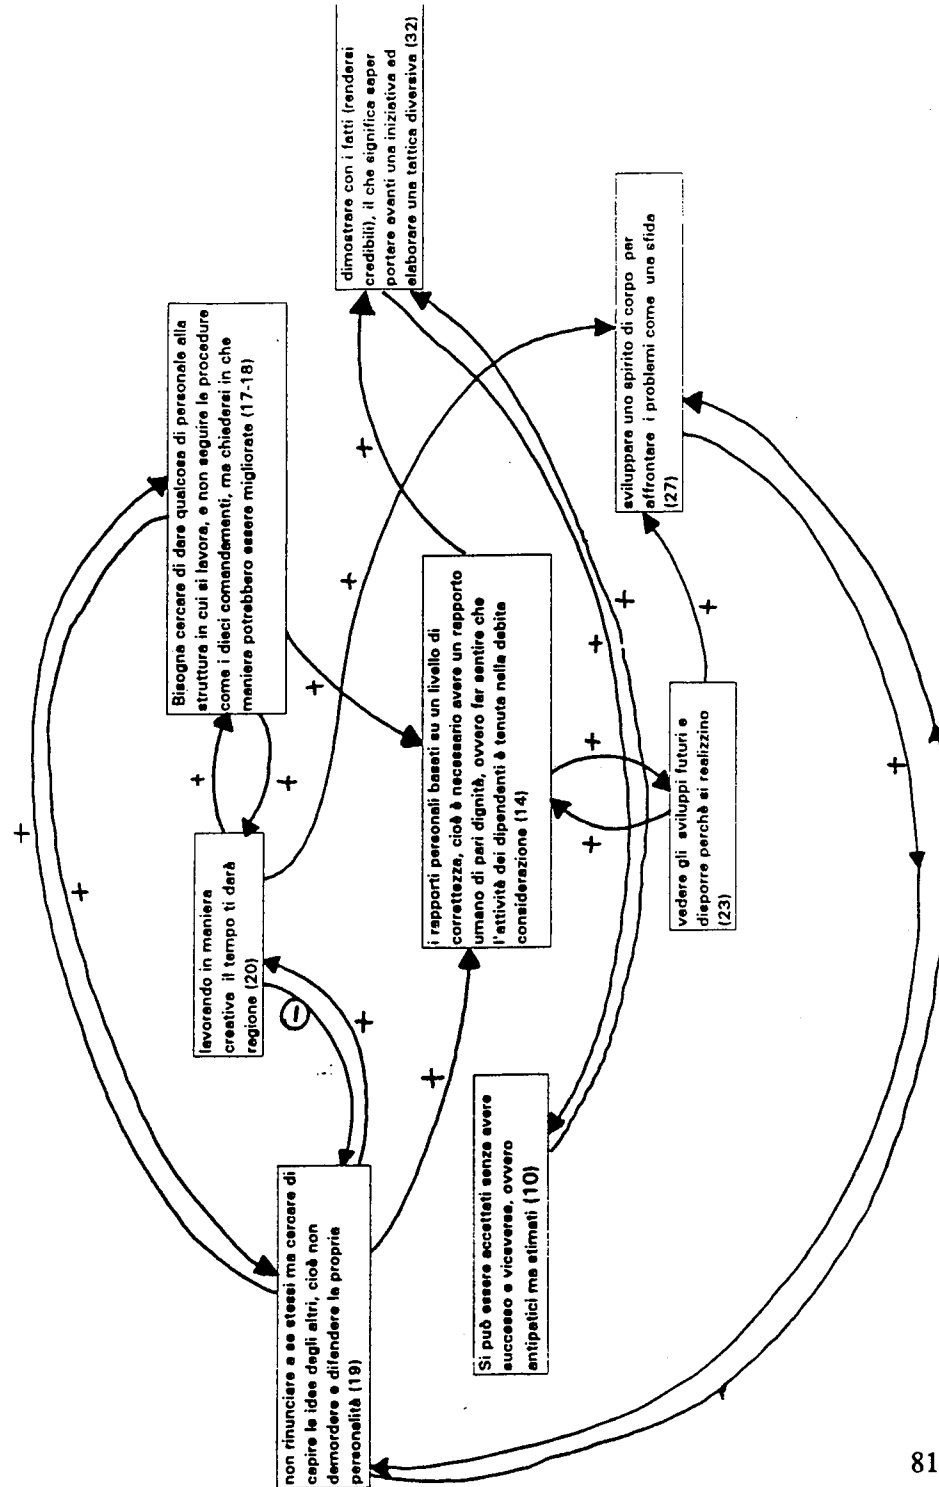 non rinunciare a se stessi ma cercare di
capire le idee degli altri, cioè non
demordere e difendere la propria
personalità (19)
lavorando in maniera
creativa il tempo ti darà
ragione (20)
Bisogna cercare di dare qualcosa di personale alla
struttura in cui si lavora, e non seguire le procedure
come i dieci comandamenti, ma chiedersi in che
maniera potrebbero essere migliorate (17-18)
dimostrare con i fatti (rendersi
credibili), il che significa saper
portare avanti una iniziativa ed
elaborare una tattica diversiva (32)
Si può essere accettati senza avere
successo e viceversa, ovvero
antipatici ma stimati (10)
i rapporti personali basati su un livello di
correttezza, cioè è necessario avere un rapporto
umano di pari dignità, ovvero far sentire che
l'attività dei dipendenti è tenuta nella debita
considerazione (14)
vedere gli sviluppi futuri e
disporre perchè si realizzino
(23)
sviluppare uno spirito di corpo per
affrontare i problemi come una sfida
(27)
+
+
+
+
-
+
+
+
+
+
+
+
+
+
+
+
+
81